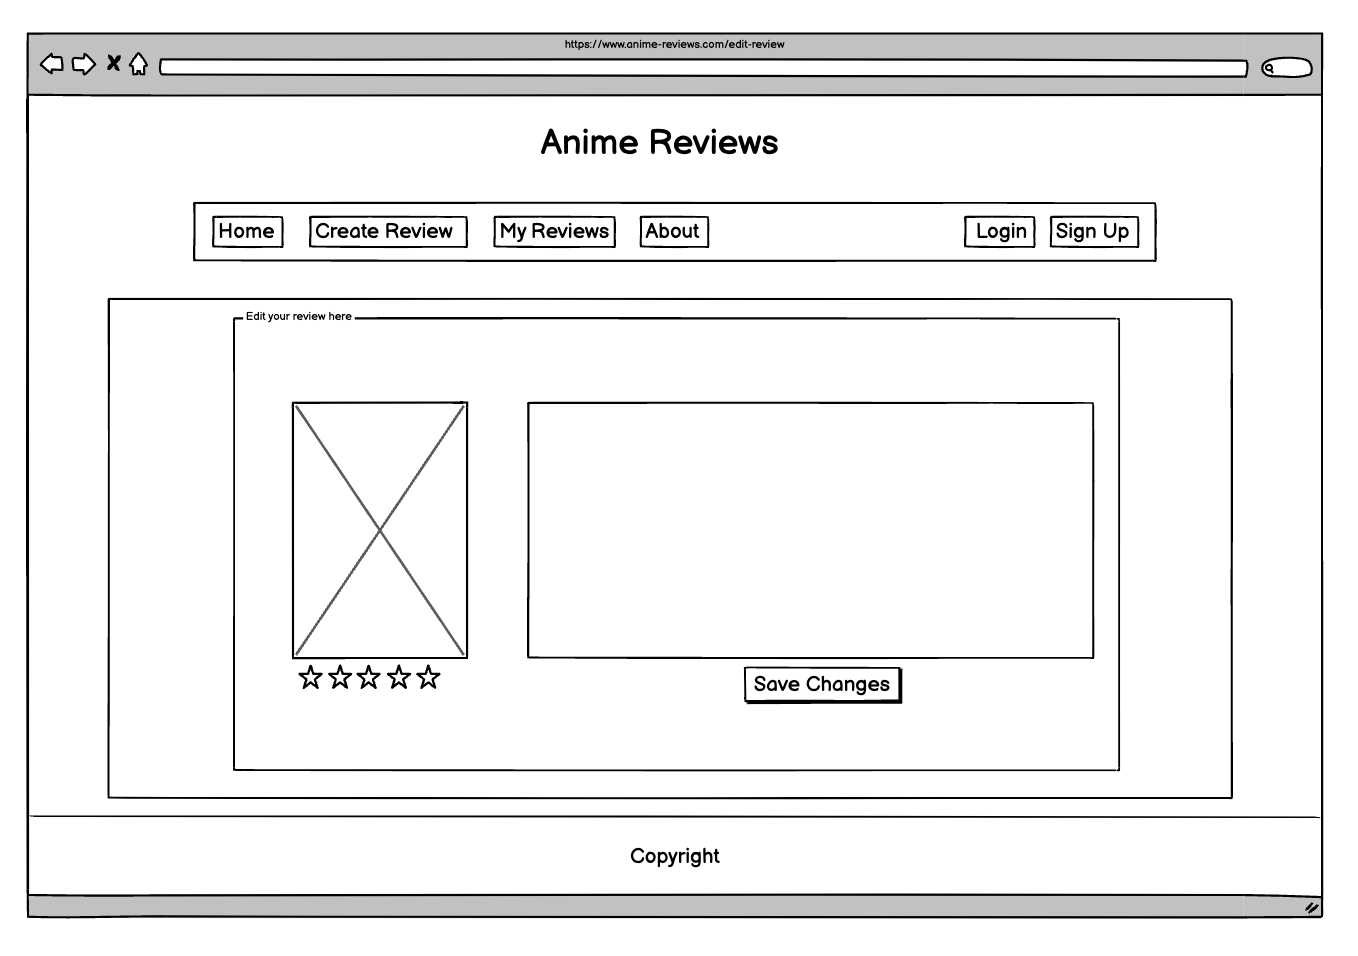 https://www.anime-reviews.com/edit-review
Anime Reviews
Home Create Review My Reviews About Login Sign Up
Edit your review here
Save Changes
Copyright